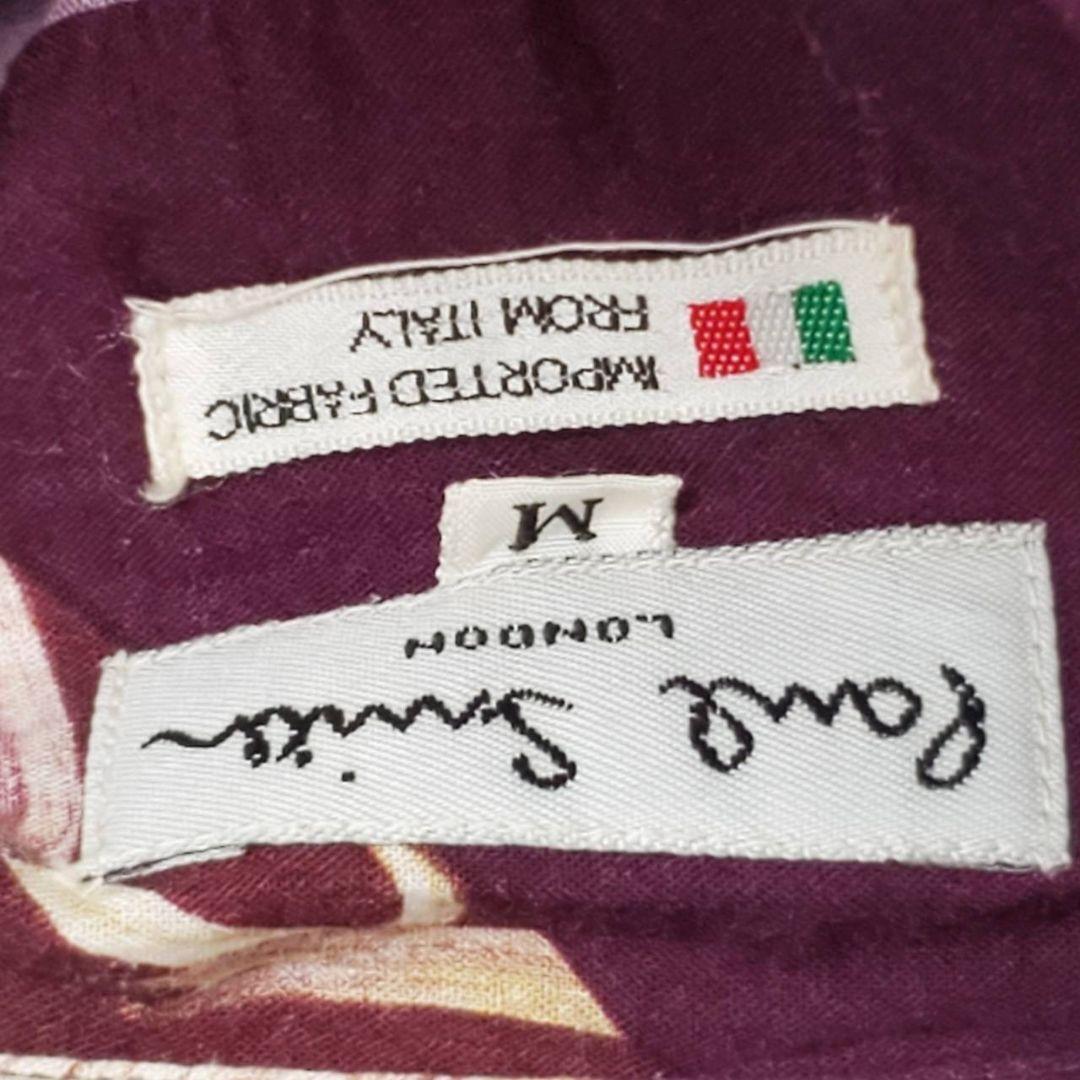 Paul Smith
LONDON
M
IMPORTED FABRIC
FROM ITALY